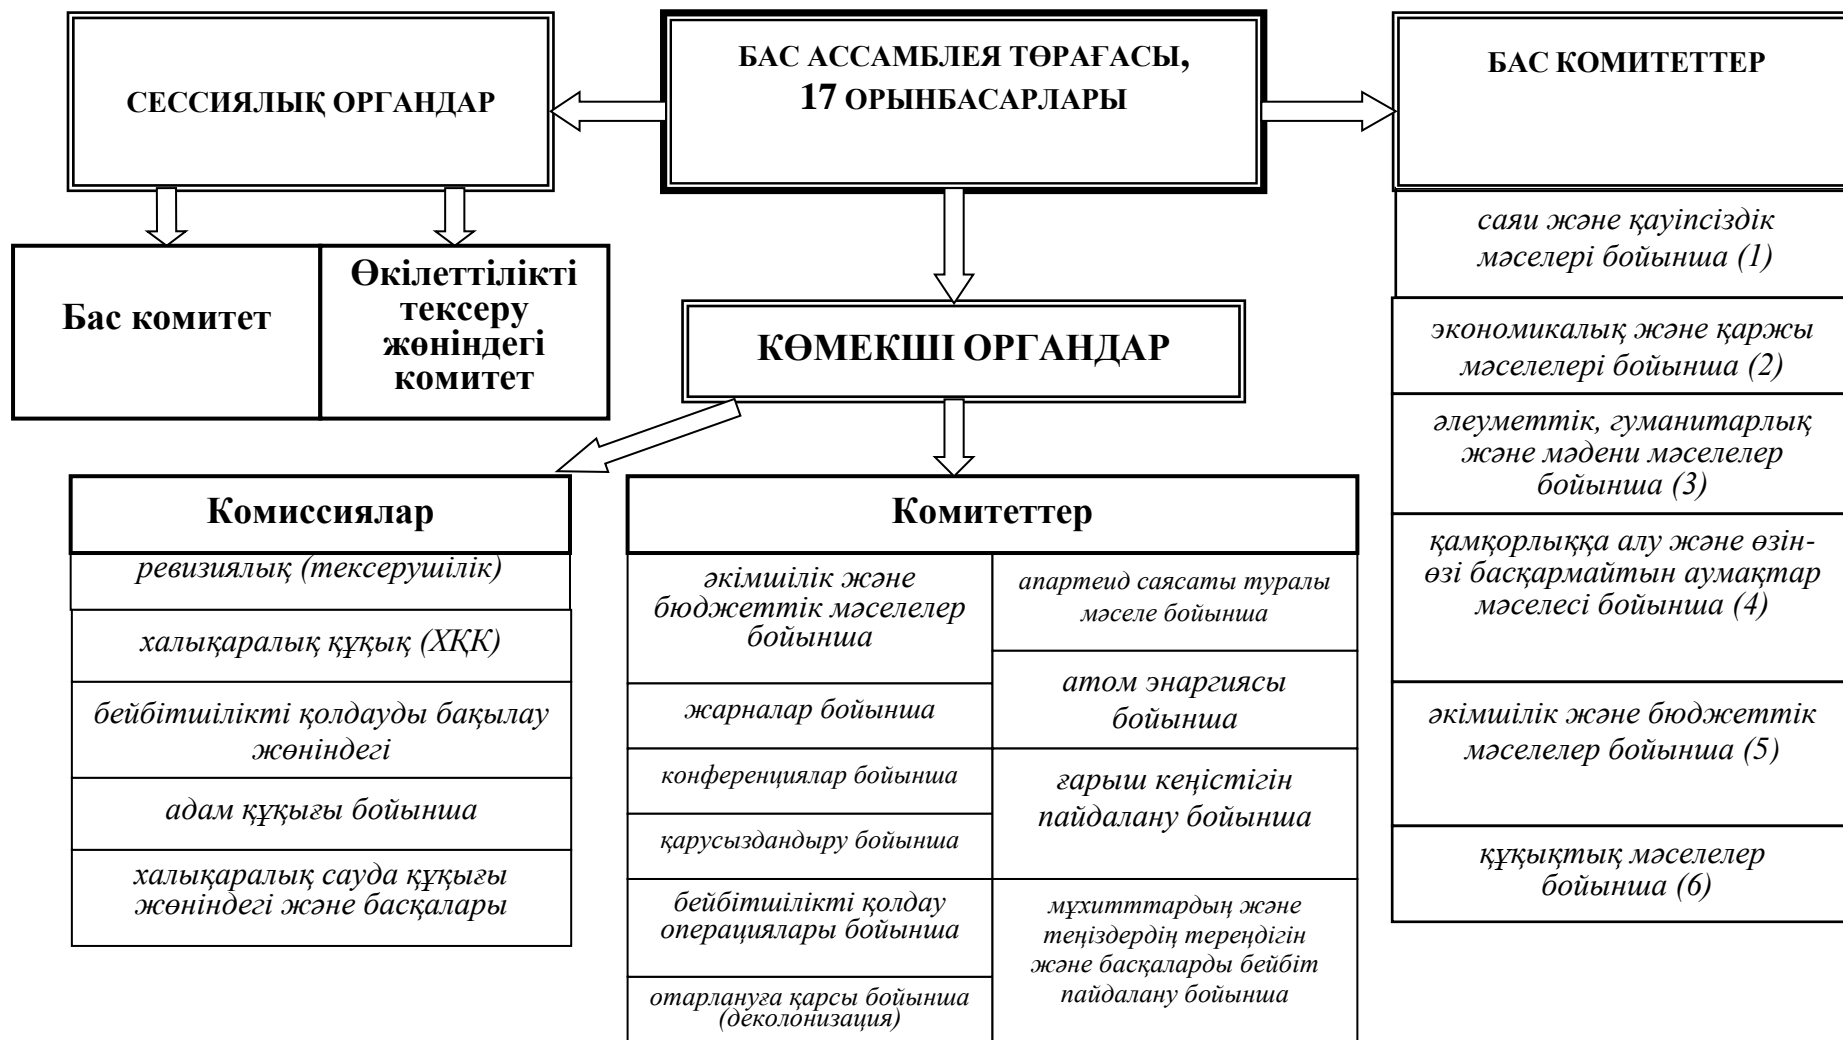 СЕССИЯЛЫҚ ОРГАНДАР
БАС АССАМБЛЕЯ ТӨРАҒАСЫ,
17 ОРЫНБАСАРЛАРЫ
БАС КОМИТЕТТЕР
Бас комитет
Өкілеттілікті
тексеру
жөніндегі
комитет
КӨМЕКШІ ОРГАНДАР
Комиссиялар
ревизиялық (тексерушілік)
халықаралық құқық (ХҚК)
бейбітшілікті қолдауды бақылау
жөніндегі
адам құқығы бойынша
халықаралық сауда құқығы
жөніндегі және басқалары
Комитеттер
әкімшілік және
бюджеттік мәселелер
бойынша
жарналар бойынша
конференциялар бойынша
қарусыздандыру бойынша
бейбітшілікті қолдау
операциялары бойынша
отарлануға қарсы бойынша
(деколонизация)
апартеид саясаты туралы
мәселе бойынша
атом энаргиясы
бойынша
ғарыш кеңістігін
пайдалану бойынша
мұхитттардың және
теңіздердің тереңдігін
және басқаларды бейбіт
пайдалану бойынша
саяи және қауіпсіздік
мәселері бойынша (1)
экономикалық және қаржы
мәселелері бойынша (2)
әлеуметтік, гуманитарлық
және мәдени мәселелер
бойынша (3)
қамқорлыққа алу және өзін-
өзі басқармайтын аумақтар
мәселесі бойынша (4)
әкімшілік және бюджеттік
мәселелер бойынша (5)
құқықтық мәселелер
бойынша (6)